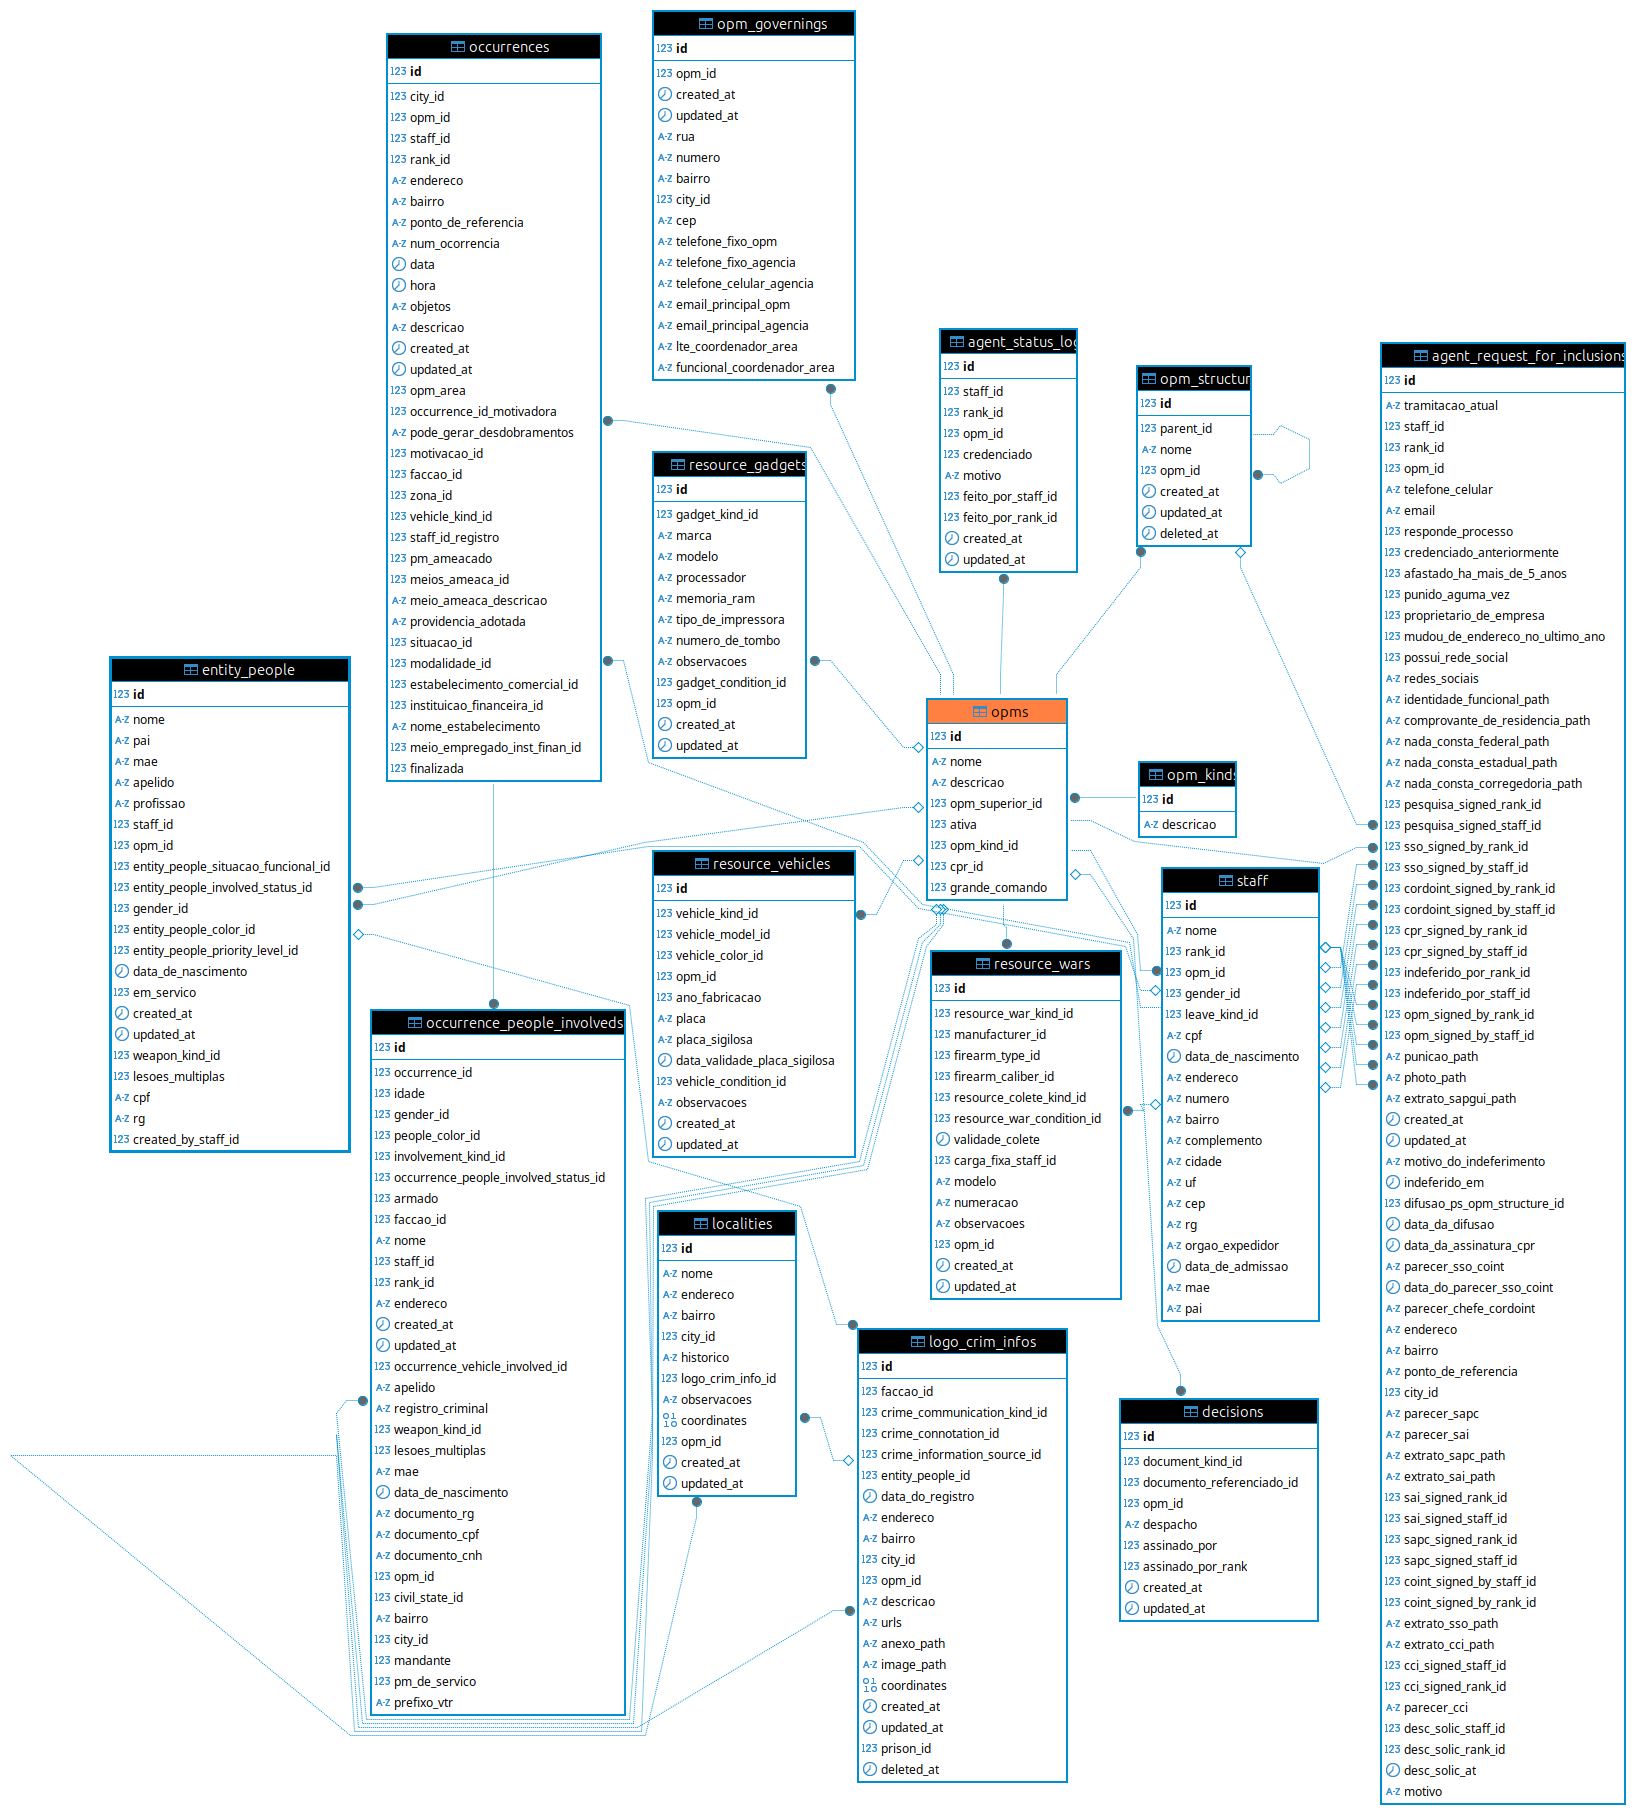 occurrences
123 id
123 city_id
123 opm_id
123 staff_id
123 rank_id
A-Z endereco
A-Z bairro
A-Z ponto_de_referencia
A-Z num_ocorrencia
data
hora
A-Z objetos
A-Z descricao
created_at
updated_at
123 opm_area
123 occurrence_id_motivadora
123 pode_gerar_desdobramentos
123 motivacao_id
123 faccao_id
123 zona_id
123 vehicle_kind_id
123 staff_id_registro
123 pm_ameacado
123 meios_ameaca_id
A-Z meio_ameaca_descricao
A-Z providencia_adotada
123 situacao_id
123 modalidade_id
123 estabelecimento_comercial_id
123 instituicao_financeira_id
A-Z nome_estabelecimento
123 meio_empregado_inst_finan_id
123 finalizada
opm_governings
123 id
123 opm_id
created_at
updated_at
A-Z rua
A-Z numero
A-Z bairro
123 city_id
A-Z cep
A-Z telefone_fixo_opm
A-Z telefone_fixo_agencia
A-Z telefone_celular_agencia
A-Z email_principal_opm
A-Z email_principal_agencia
A-Z lte_coordenador_area
A-Z funcional_coordenador_area
agent_status_log
123 id
123 staff_id
123 rank_id
123 opm_id
123 credenciado
A-Z motivo
123 feito_por_staff_id
123 feito_por_rank_id
created_at
updated_at
opm_structur
123 id
123 parent_id
A-Z nome
123 opm_id
created_at
updated_at
deleted_at
agent_request_for_inclusions
123 id
A-Z tramitacao_atual
123 staff_id
123 rank_id
123 opm_id
A-Z telefone_celular
A-Z email
123 responde_processo
123 credenciado_anteriormente
123 afastado_ha_mais_de_5_anos
123 punido_aguma_vez
123 proprietario_de_empresa
123 mudou_de_endereco_no_ultimo_ano
123 possui_rede_social
A-Z redes_sociais
A-Z identidade_funcional_path
A-Z comprovante_de_residencia_path
A-Z nada_consta_federal_path
A-Z nada_consta_estadual_path
A-Z nada_consta_corregedoria_path
123 pesquisa_signed_rank_id
123 pesquisa_signed_staff_id
123 sso_signed_by_rank_id
123 sso_signed_by_staff_id
123 cordoint_signed_by_rank_id
123 cordoint_signed_by_staff_id
123 cpr_signed_by_rank_id
123 cpr_signed_by_staff_id
123 indeferido_por_rank_id
123 indeferido_por_staff_id
123 opm_signed_by_rank_id
123 opm_signed_by_staff_id
A-Z punicao_path
A-Z photo_path
A-Z extrato_sapgui_path
created_at
updated_at
A-Z motivo_do_indeferimento
indeferido_em
123 difusao_ps_opm_structure_id
data_da_difusao
data_da_assinatura_cpr
A-Z parecer_sso_coint
data_do_parecer_sso_coint
A-Z parecer_chefe_cordoint
A-Z endereco
A-Z bairro
A-Z ponto_de_referencia
123 city_id
A-Z parecer_sapc
A-Z parecer_sai
A-Z extrato_sapc_path
A-Z extrato_sai_path
123 sai_signed_rank_id
123 sai_signed_staff_id
123 sapc_signed_rank_id
123 sapc_signed_staff_id
123 coint_signed_by_staff_id
123 coint_signed_by_rank_id
A-Z extrato_sso_path
A-Z extrato_cci_path
123 cci_signed_staff_id
123 cci_signed_rank_id
A-Z parecer_cci
123 desc_solic_staff_id
123 desc_solic_rank_id
desc_solic_at
A-Z motivo
resource_gadgets
123 id
123 gadget_kind_id
A-Z marca
A-Z modelo
A-Z processador
A-Z memoria_ram
A-Z tipo_de_impressora
A-Z numero_de_tombo
A-Z observacoes
123 gadget_condition_id
123 opm_id
created_at
updated_at
entity_people
123 id
A-Z nome
A-Z pai
A-Z mae
A-Z apelido
A-Z profissao
123 staff_id
123 opm_id
123 entity_people_situacao_funcional_id
123 entity_people_involved_status_id
123 gender_id
123 entity_people_color_id
123 entity_people_priority_level_id
data_de_nascimento
123 em_servico
created_at
updated_at
123 weapon_kind_id
123 lesoes_multiplas
A-Z cpf
A-Z rg
123 created_by_staff_id
opms
123 id
A-Z nome
A-Z descricao
123 opm_superior_id
123 ativa
123 opm_kind_id
123 cpr_id
123 grande_comando
opm_kinds
123 id
A-Z descricao
resource_vehicles
123 id
123 vehicle_kind_id
123 vehicle_model_id
123 vehicle_color_id
123 opm_id
123 ano_fabricacao
A-Z placa
A-Z placa_sigilosa
data_validade_placa_sigilosa
123 vehicle_condition_id
A-Z observacoes
created_at
updated_at
staff
123 id
A-Z nome
123 rank_id
123 opm_id
123 gender_id
123 leave_kind_id
A-Z cpf
data_de_nascimento
A-Z endereco
A-Z numero
A-Z bairro
A-Z complemento
A-Z cidade
A-Z uf
A-Z cep
A-Z rg
A-Z orgao_expedidor
data_de_admissao
A-Z mae
A-Z pai
resource_wars
123 id
123 resource_war_kind_id
123 manufacturer_id
123 firearm_type_id
123 firearm_caliber_id
123 resource_colete_kind_id
123 resource_war_condition_id
validade_colete
123 carga_fixa_staff_id
A-Z modelo
A-Z numeracao
A-Z observacoes
123 opm_id
created_at
updated_at
occurrence_people_involveds
123 id
123 occurrence_id
123 idade
123 gender_id
123 people_color_id
123 involvement_kind_id
123 occurrence_people_involved_status_id
123 armado
123 faccao_id
A-Z nome
123 staff_id
123 rank_id
A-Z endereco
created_at
updated_at
123 occurrence_vehicle_involved_id
A-Z apelido
A-Z registro_criminal
123 weapon_kind_id
123 lesoes_multiplas
A-Z mae
data_de_nascimento
A-Z documento_rg
A-Z documento_cpf
A-Z documento_cnh
123 opm_id
123 civil_state_id
A-Z bairro
123 city_id
123 mandante
123 pm_de_servico
A-Z prefixo_vtr
localities
123 id
A-Z nome
A-Z endereco
A-Z bairro
123 city_id
A-Z historico
123 logo_crim_info_id
A-Z observacoes
coordinates
123 opm_id
created_at
updated_at
logo_crim_infos
123 id
123 faccao_id
123 crime_communication_kind_id
123 crime_connotation_id
123 crime_information_source_id
123 entity_people_id
data_do_registro
A-Z endereco
A-Z bairro
123 city_id
123 opm_id
A-Z descricao
A-Z urls
A-Z anexo_path
A-Z image_path
coordinates
created_at
updated_at
123 prison_id
deleted_at
decisions
123 id
123 document_kind_id
123 documento_referenciado_id
123 opm_id
A-Z despacho
123 assinado_por
123 assinado_por_rank
created_at
updated_at